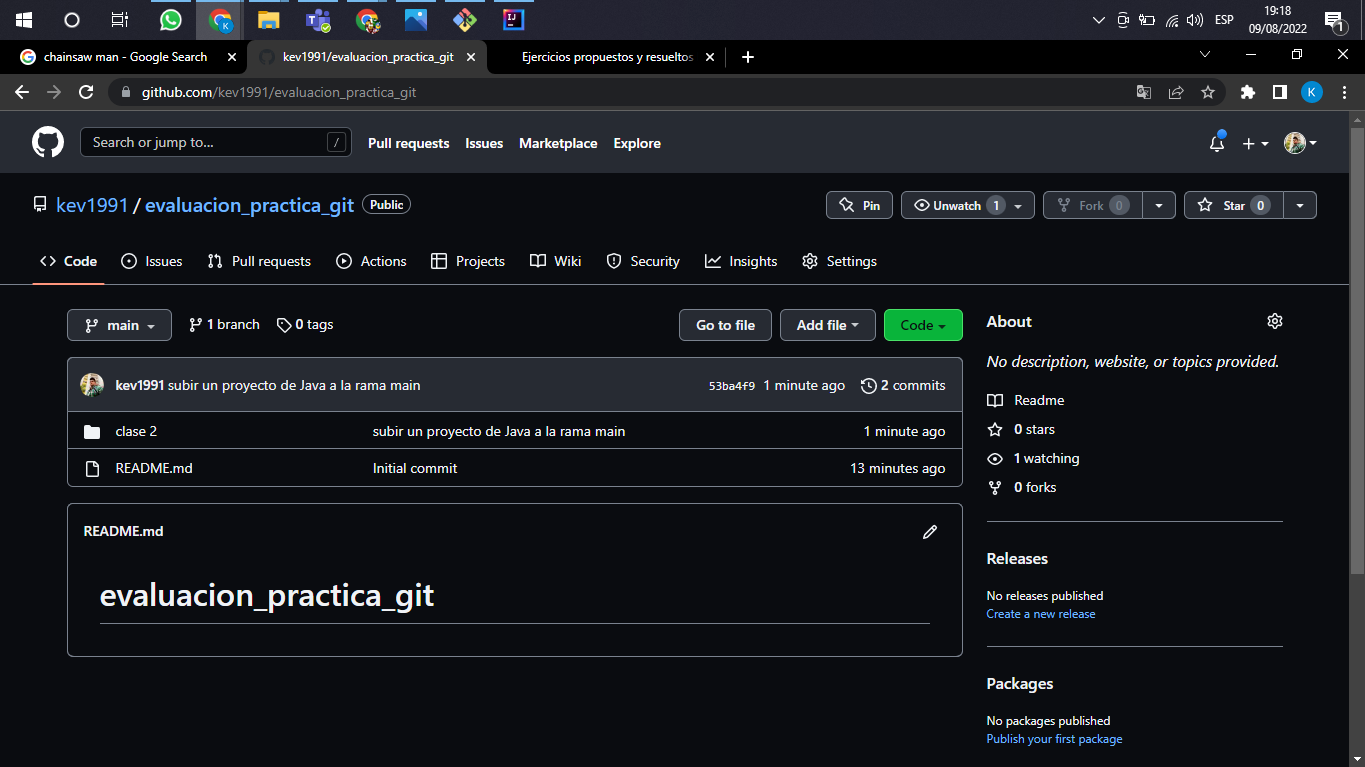 19:18
ESP
09/08/2022
1
chainsaw man - Google Search
kev1991/evaluacion_practica_git
Ejercicios propuestos y resueltos
github.com/kev1991/evaluacion_practica_git
K
Search or jump to...
/
Pull requests Issues Marketplace Explore
kev1991 / evaluacion_practica_git Public
Pin Unwatch 1 Fork 0 Star 0
Code Issues Pull requests Actions Projects Wiki Security Insights Settings
main 1 branch 0 tags Go to file Add file Code
kev1991 subir un proyecto de Java a la rama main 53ba4f9 1 minute ago 2 commits
clase 2 subir un proyecto de Java a la rama main 1 minute ago
README.md Initial commit 13 minutes ago
README.md
evaluacion_practica_git
About
No description, website, or topics provided.
Readme
0 stars
1 watching
0 forks
Releases
No releases published
Create a new release
Packages
No packages published
Publish your first package